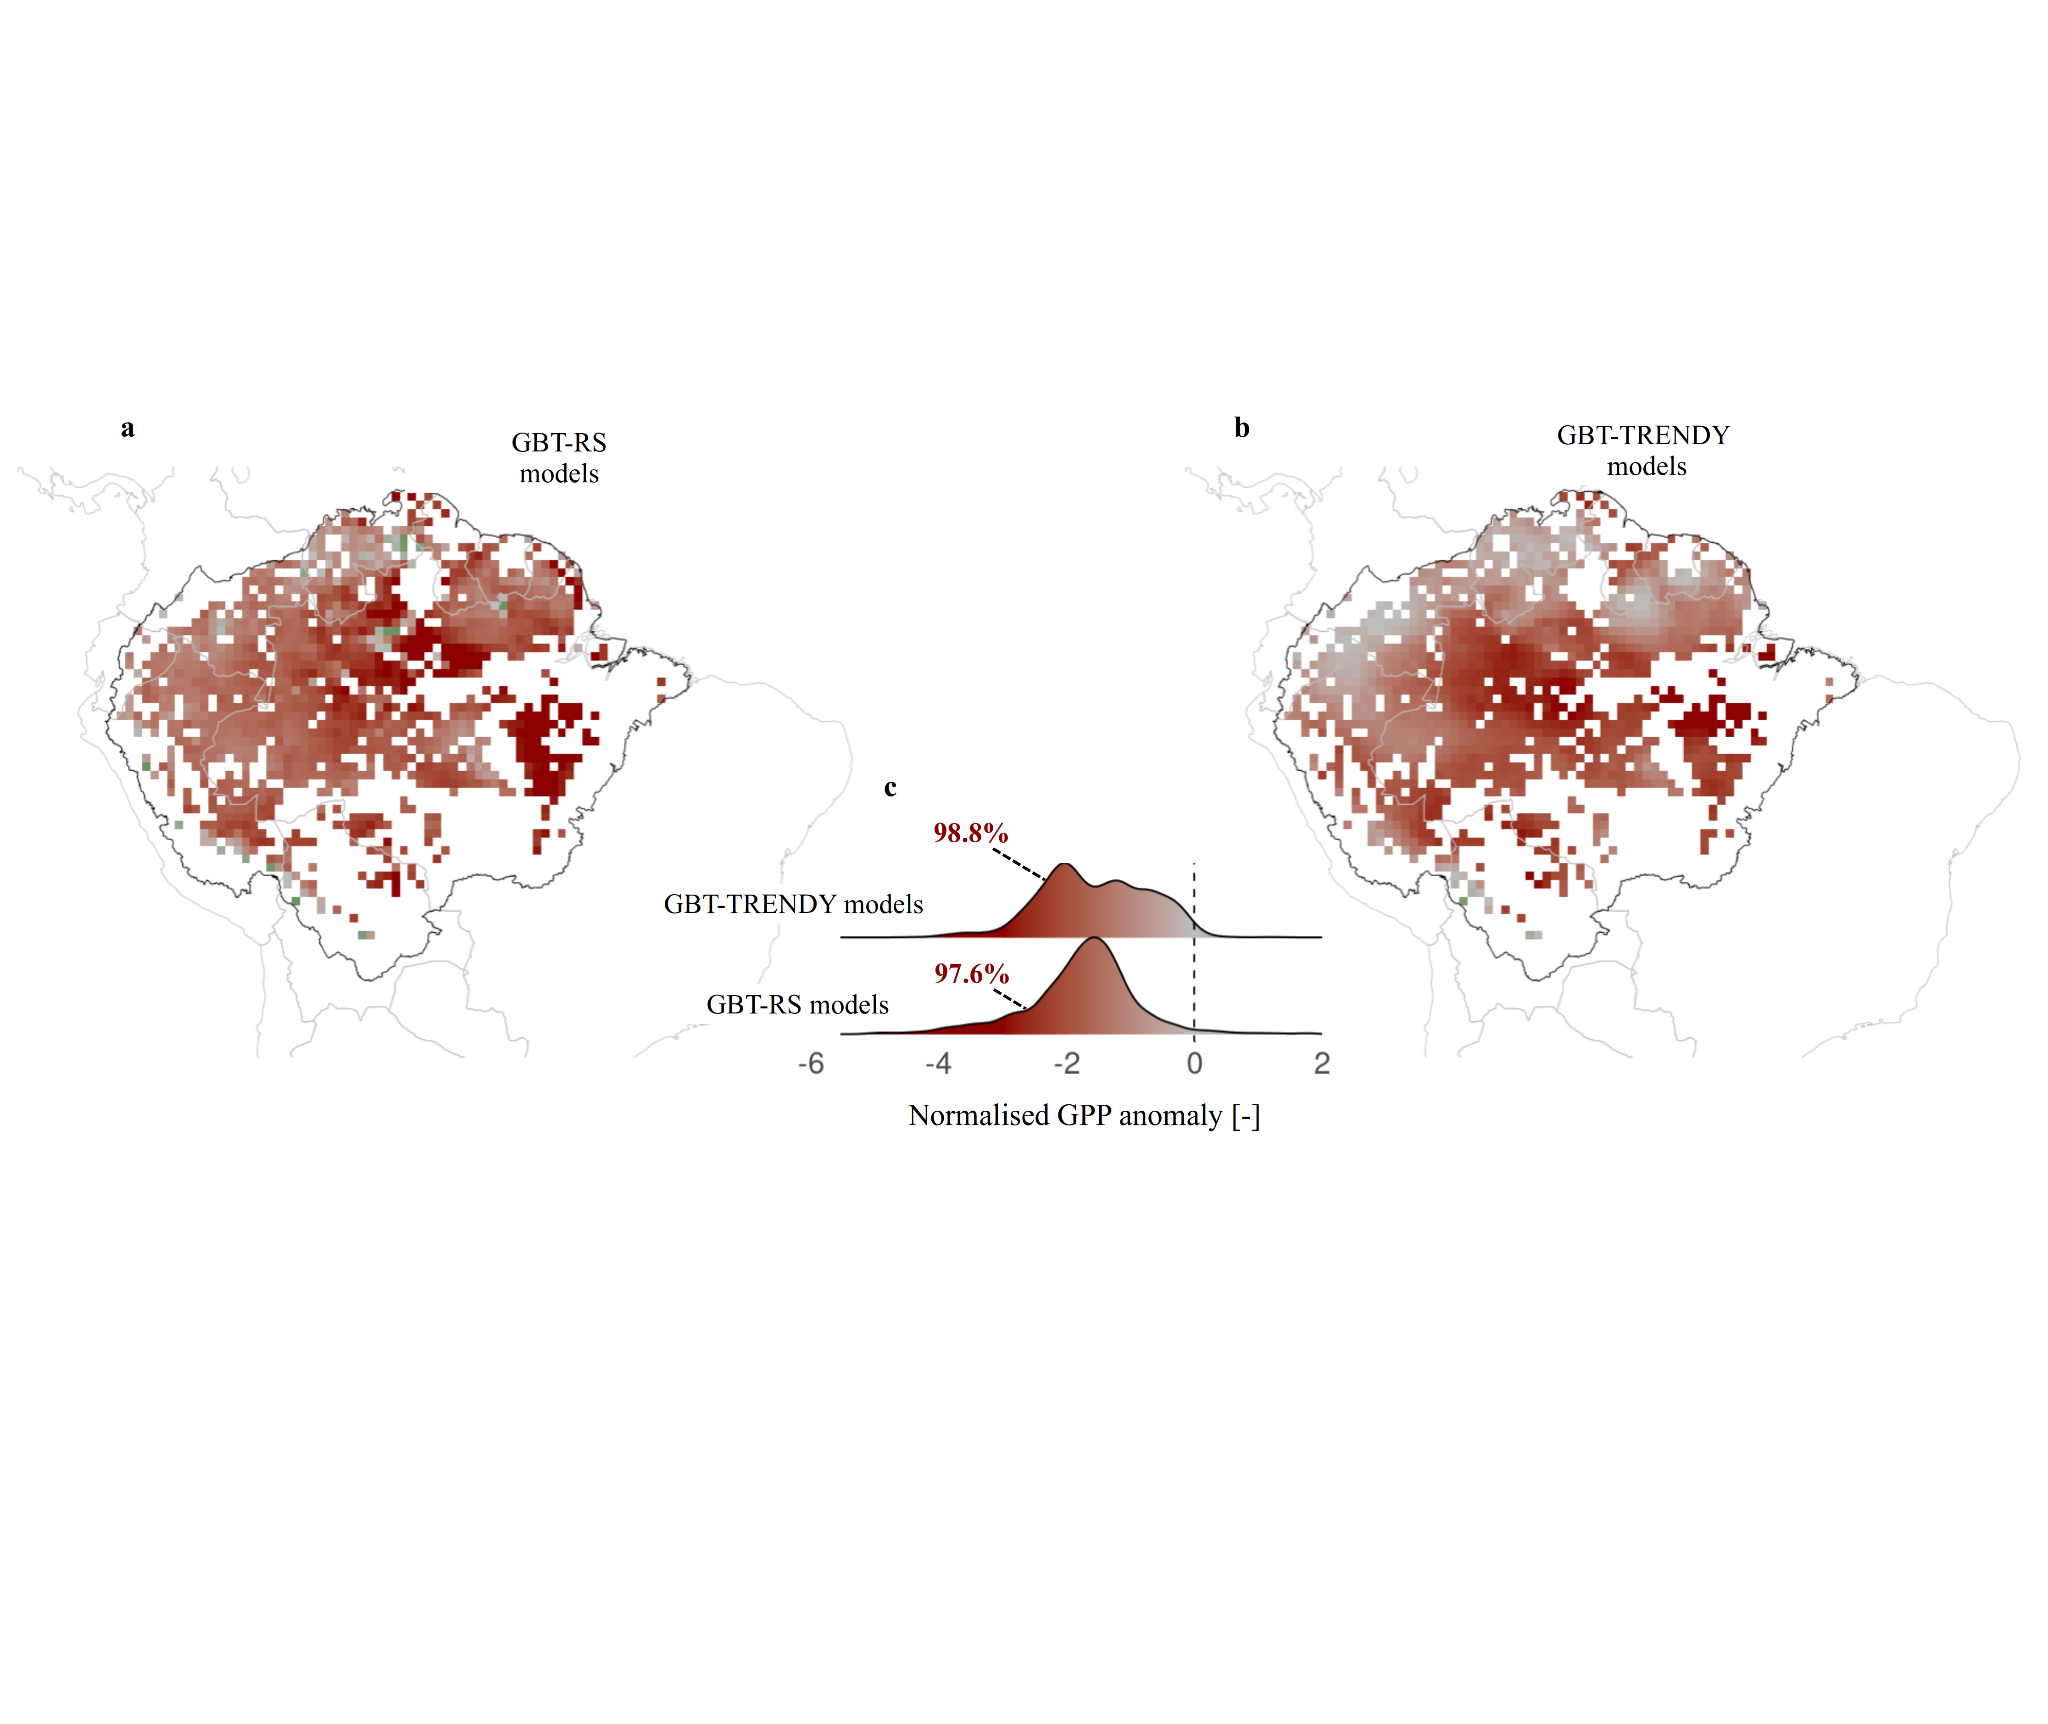 a
GBT-RS
models
b
GBT-TRENDY
models
c
98.8%
GBT-TRENDY models
97.6%
GBT-RS models
-6 -4 -2 0 2
Normalised GPP anomaly [-]